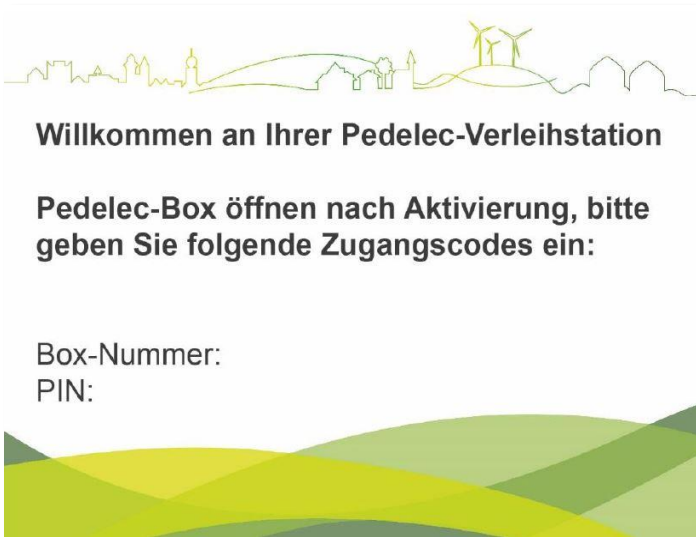 Willkommen an Ihrer Pedelec-Verleihstation
Pedelec-Box öffnen nach Aktivierung, bitte
geben Sie folgende Zugangscodes ein:
Box-Nummer:
PIN: